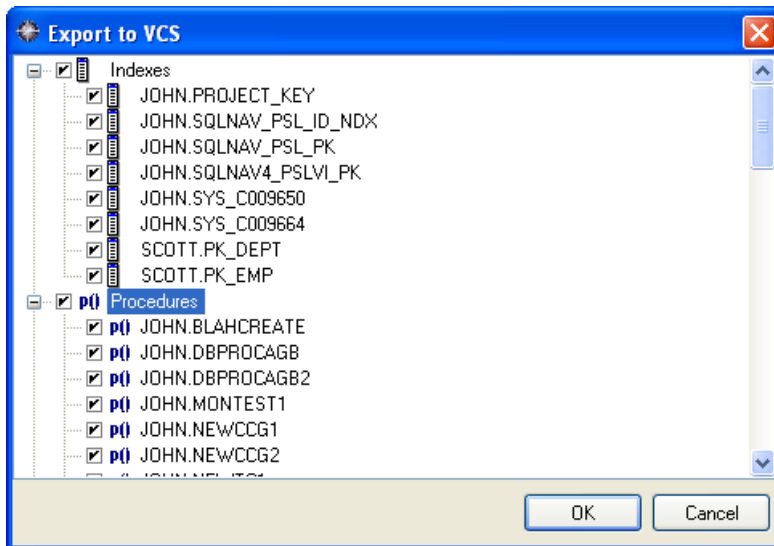 Export to VCS
Indexes
JOHN.PROJECT_KEY
JOHN.SQLNAV_PSL_ID_NDX
JOHN.SQLNAV_PSL_PK
JOHN.SQLNAV4_PSLVI_PK
JOHN.SYS_C009650
JOHN.SYS_C009664
SCOTT.PK_DEPT
SCOTT.PK_EMP
p() Procedures
p() JOHN.BLAHCREATE
p() JOHN.DBPROCAGB
p() JOHN.DBPROCAGB2
p() JOHN.MONTEST1
p() JOHN.NEWCCG1
p() JOHN.NEWCCG2
OK Cancel